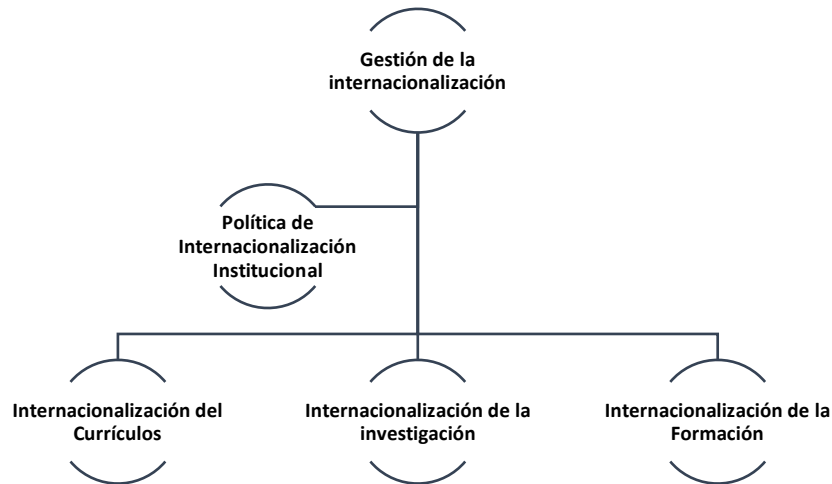 Gestión de la
internacionalización
Política de
Internacionalización
Institucional
Internacionalización del
Currículos
Internacionalización de la
investigación
Internacionalización de la
Formación